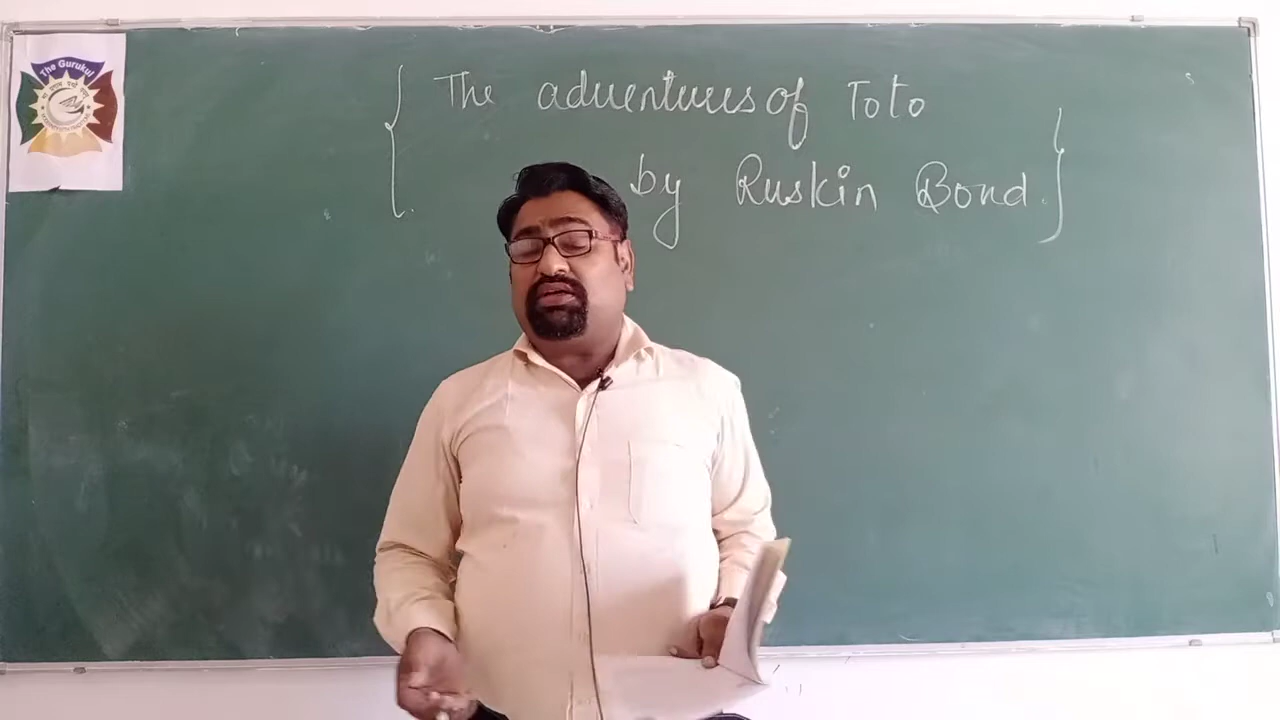 The Gurukul
The adventures of Toto
by Ruskin Bond.